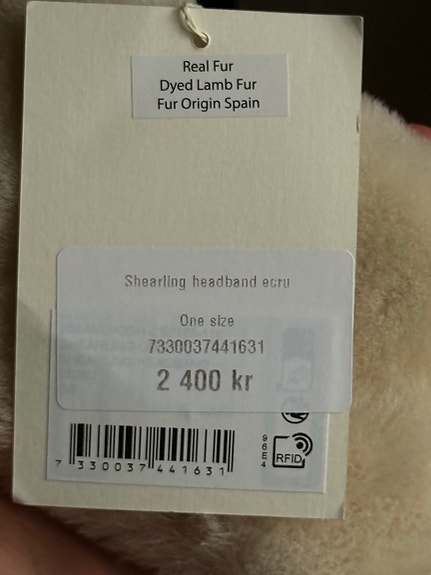 Real Fur
Dyed Lamb Fur
Fur Origin Spain
Shearling headband ecru
One size
7330037441631
2 400 kr
7 330037 441631
96E4
RFID